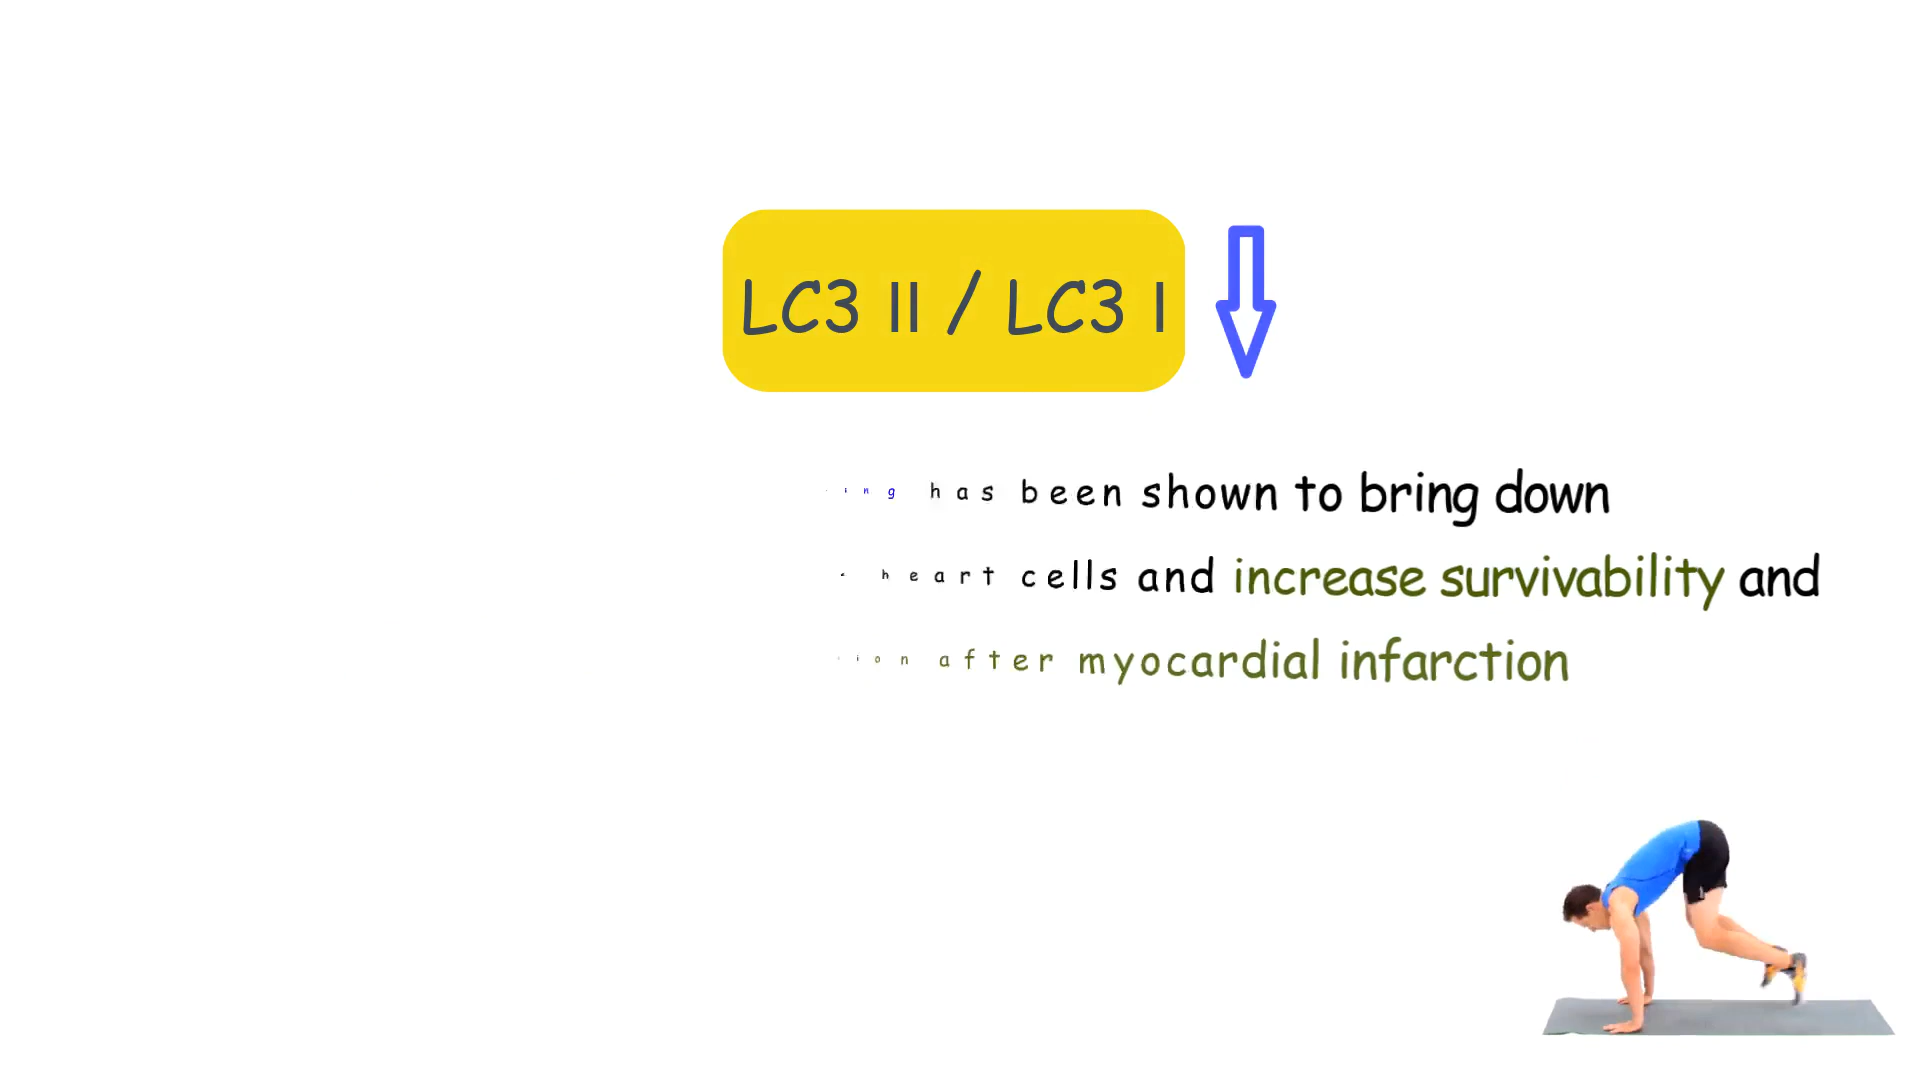 LC3 II / LC3 I
has been shown to bring down
heart cells and increase survivability and
after myocardial infarction